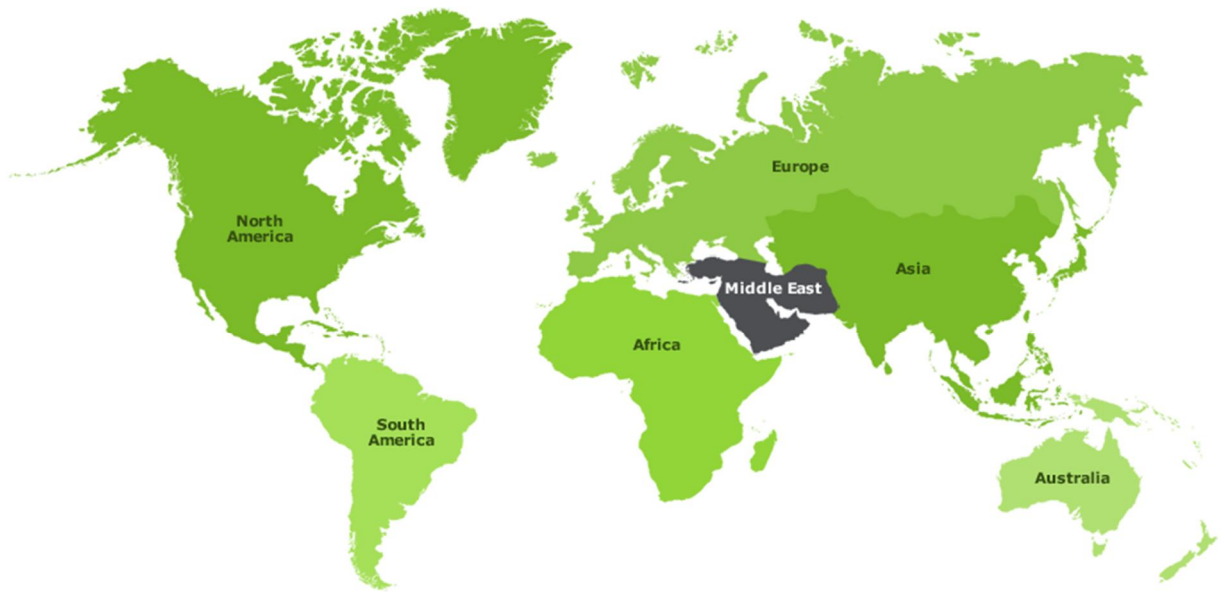 Europe
North
America
Asia
Middle East
Africa
South
America
Australia